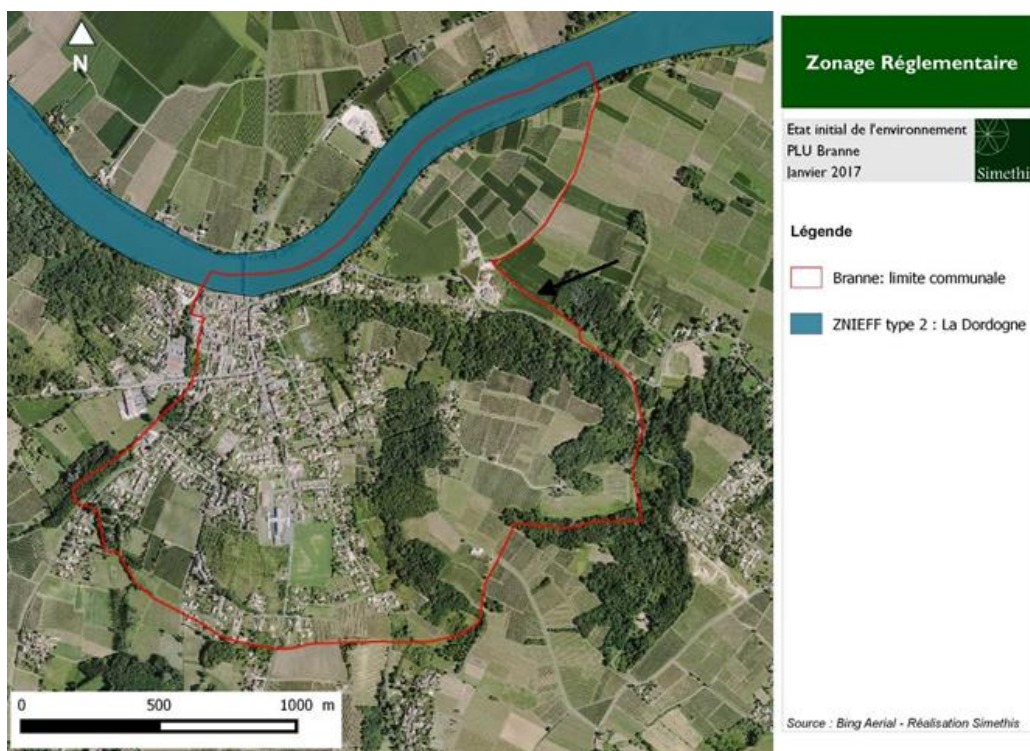 N
Zonage Réglementaire
Etat initial de l'environnement
PLU Branne
Janvier 2017
Simethis
Légende
Branne: limite communale
ZNIEFF type 2 : La Dordogne
0 500 1000 m
Source : Bing Aerial - Réalisation Simethis